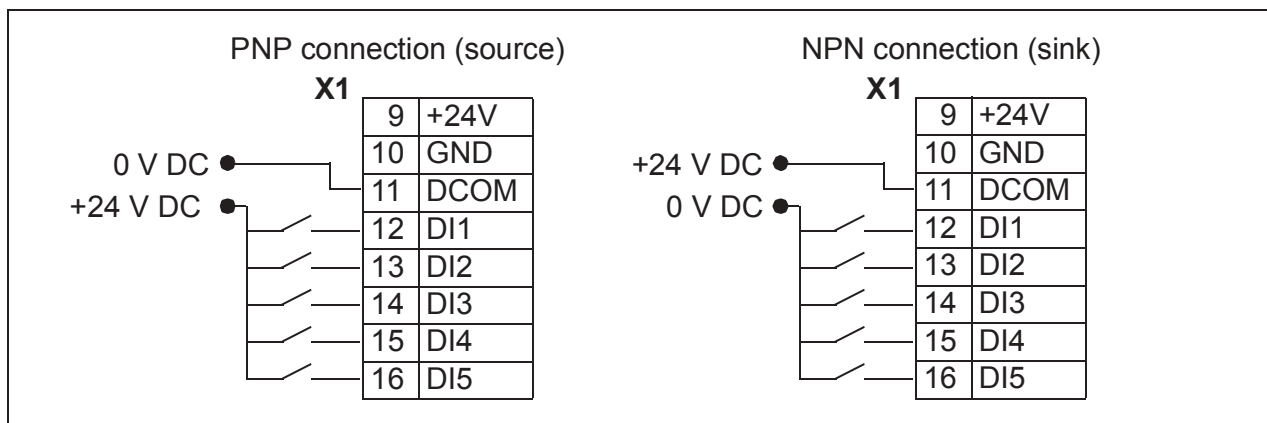 PNP connection (source)
X1
9 +24V
10 GND
11 DCOM
12 DI1
13 DI2
14 DI3
15 DI4
16 DI5
0 V DC
+24 V DC
NPN connection (sink)
X1
9 +24V
10 GND
11 DCOM
12 DI1
13 DI2
14 DI3
15 DI4
16 DI5
+24 V DC
0 V DC